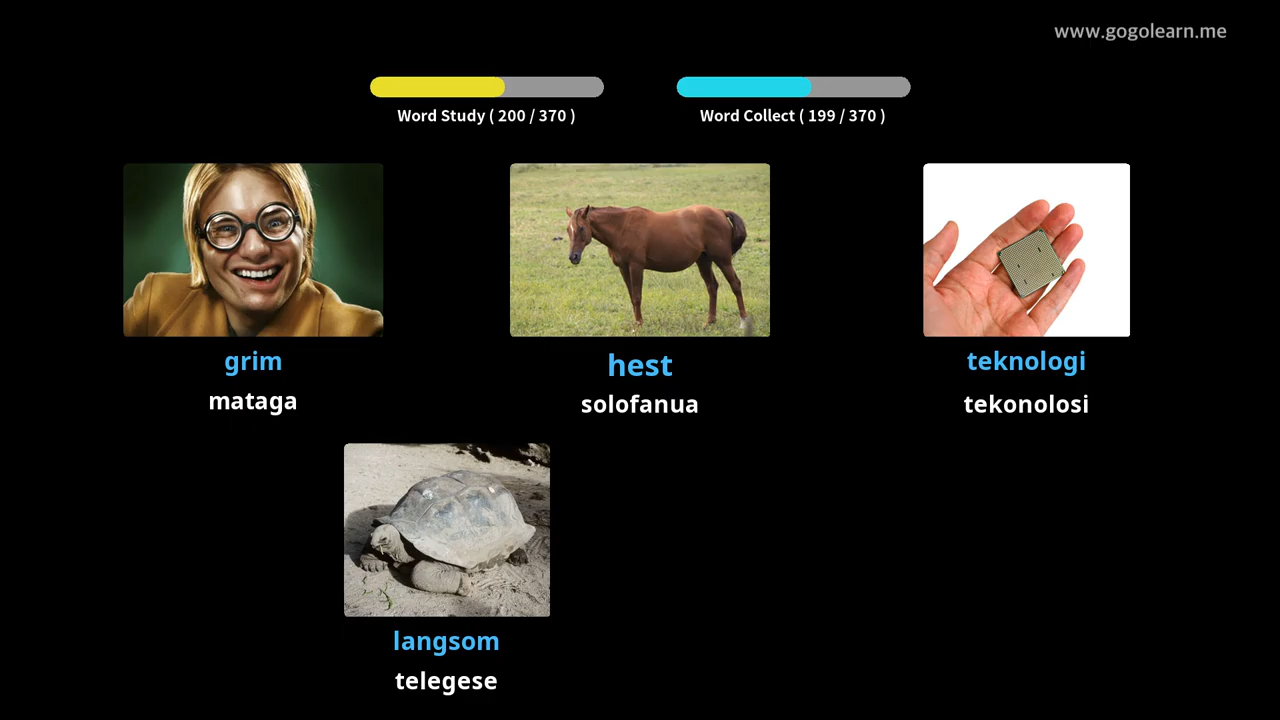 www.gogolearn.me
Word Study ( 200 / 370 )
Word Collect ( 199 / 370 )
grim
mataga
hest
solofanua
teknologi
tekonolosi
langsom
telegese